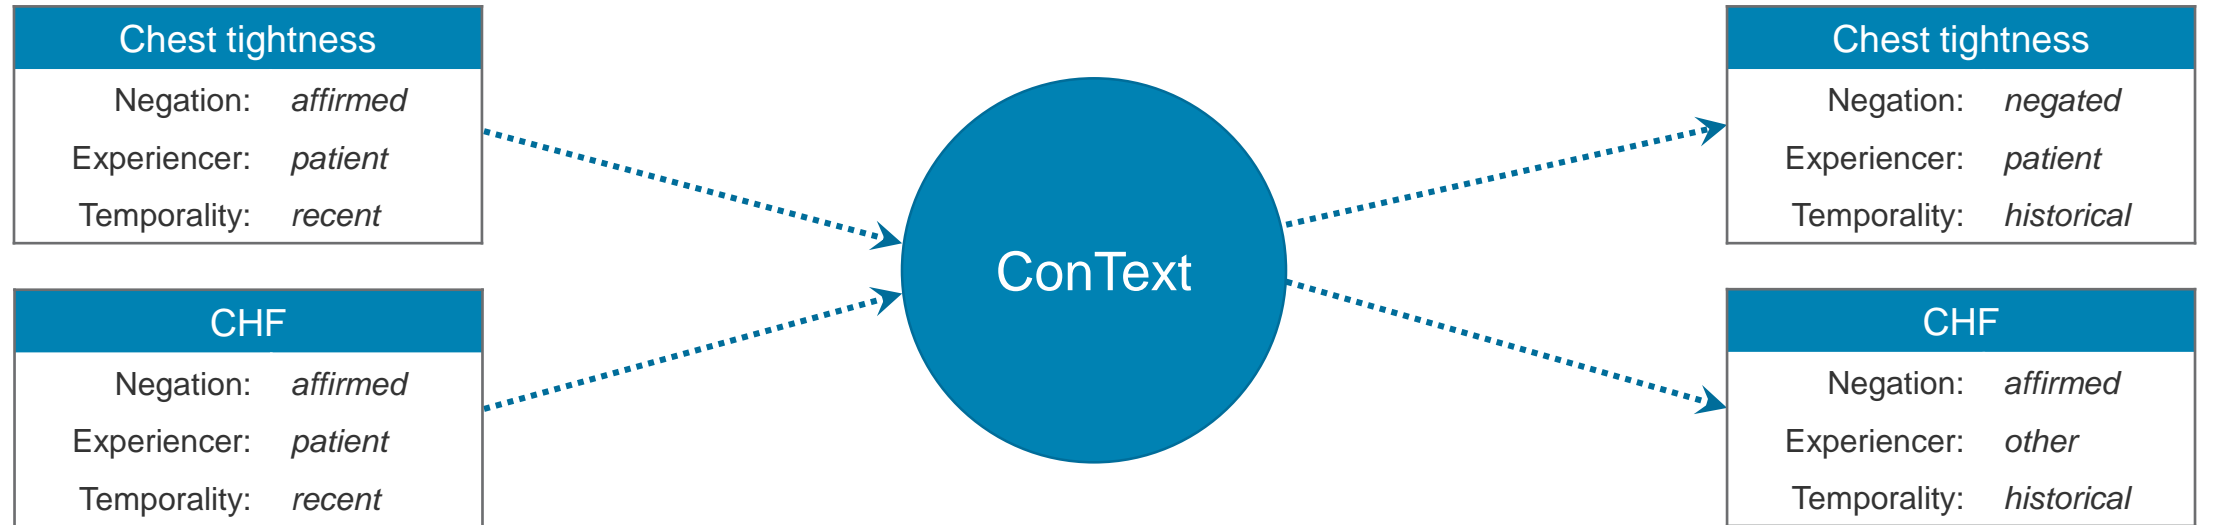 Chest tightness
Negation: affirmed
Experiencer: patient
Temporality: recent
CHF
Negation: affirmed
Experiencer: patient
Temporality: recent
ConText
Chest tightness
Negation: negated
Experiencer: patient
Temporality: historical
CHF
Negation: affirmed
Experiencer: other
Temporality: historical